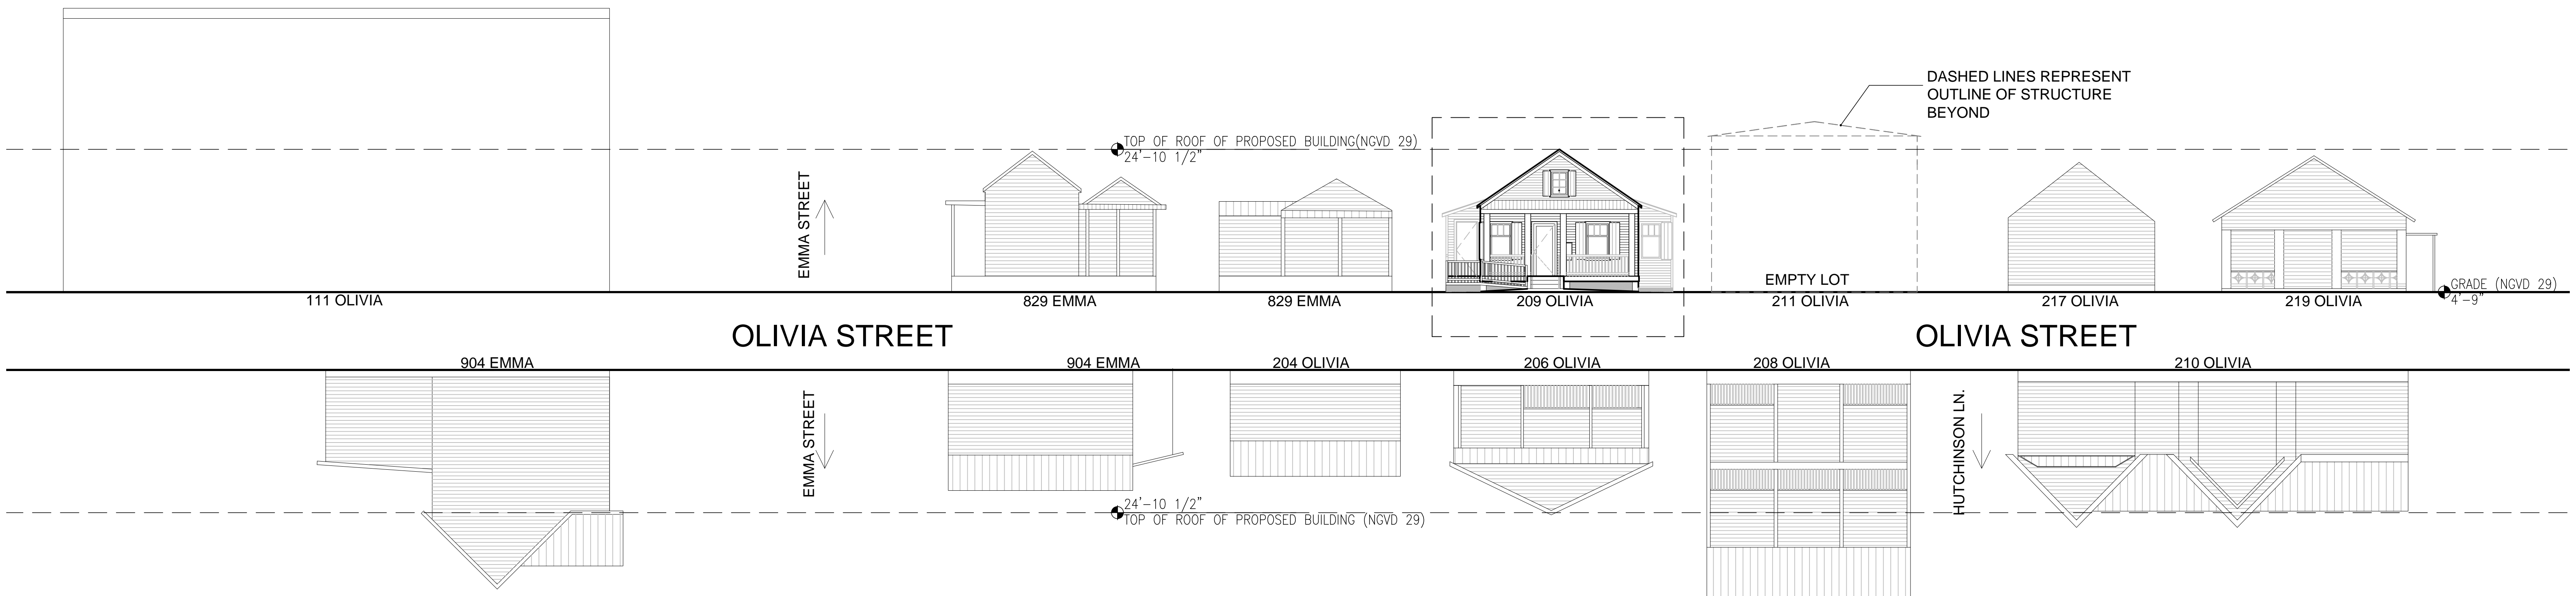 DASHED LINES REPRESENT
OUTLINE OF STRUCTURE
BEYOND
TOP OF ROOF OF PROPOSED BUILDING(NGVD 29)
24'-10 1/2"
EMMA STREET
EMPTY LOT
GRADE (NGVD 29)
4'-9"
111 OLIVIA
829 EMMA
829 EMMA
209 OLIVIA
211 OLIVIA
217 OLIVIA
219 OLIVIA
OLIVIA STREET
OLIVIA STREET
904 EMMA
904 EMMA
204 OLIVIA
206 OLIVIA
208 OLIVIA
210 OLIVIA
EMMA STREET
HUTCHINSON LN.
24'-10 1/2"
TOP OF ROOF OF PROPOSED BUILDING (NGVD 29)